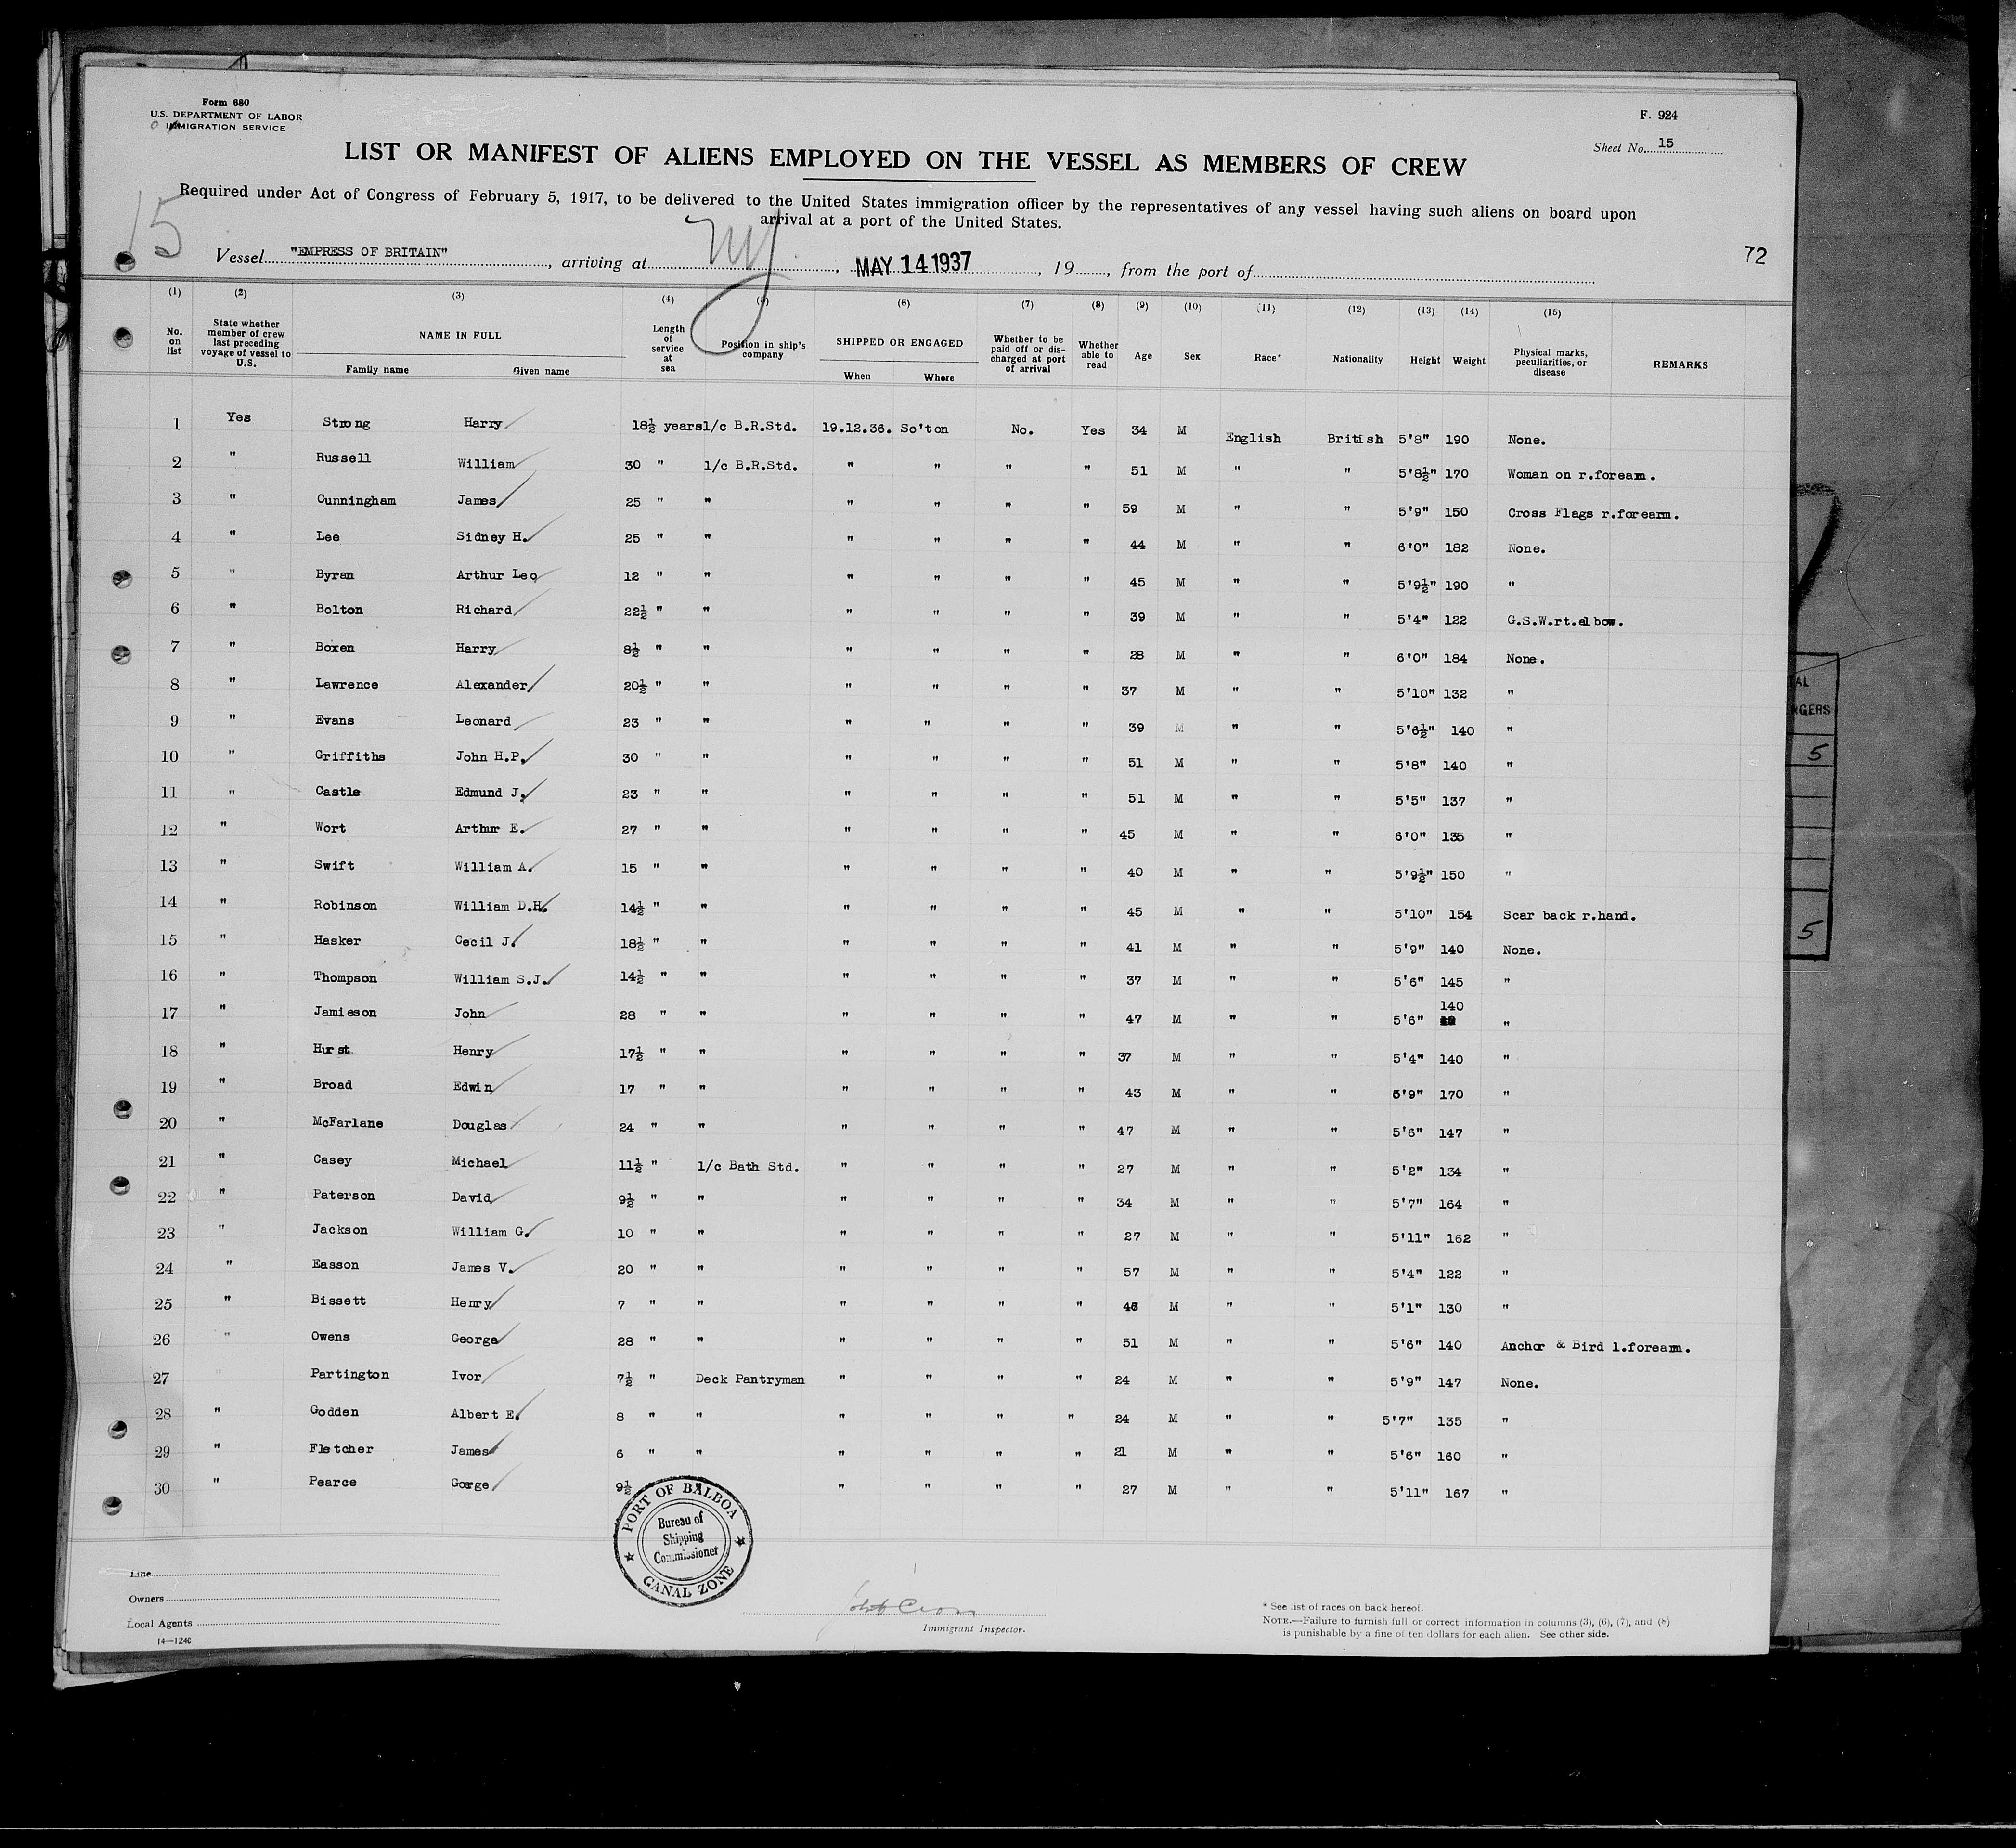 Form 680
U.S. DEPARTMENT OF LABOR
IMMIGRATION SERVICE
F. 924
Sheet No. 15
LIST OR MANIFEST OF ALIENS EMPLOYED ON THE VESSEL AS MEMBERS OF CREW
Required under Act of Congress of February 5, 1917, to be delivered to the United States immigration officer by the representatives of any vessel having such aliens on board upon
arrival at a port of the United States.
15
Vessel "EMPRESS OF BRITAIN", arriving at NY, MAY 14 1937, 19, from the port of
72
(1) (2) (3) (4) (5) (6) (7) (8) (9) (10) (11) (12) (13) (14) (15)
No. on list State whether member of crew last preceding voyage of vessel to U.S. NAME IN FULL Family name Given name Length of service at sea Position in ship's company SHIPPED OR ENGAGED When Where Whether to be paid off or discharged at port of arrival Whether able to read Age Sex Race* Nationality Height Weight Physical marks, peculiarities, or disease REMARKS
1 Yes Strong Harry 18½ years 1/c B.R.Std. 19.12.36. So'ton No. Yes 34 M English British 5'8" 190 None.
2 " Russell William 30 " 1/c B.R.Std. " " " " 51 M " " 5'8½" 170 Woman on r.forearm.
3 " Cunningham James 25 " " " " " " 59 M " " 5'9" 150 Cross Flags r.forearm.
4 " Lee Sidney H. 25 " " " " " " 44 M " " 6'0" 182 None.
5 " Byran Arthur Leo 12 " " " " " " 45 M " " 5'9½" 190 "
6 " Bolton Richard 22½ " " " " " " 39 M " " 5'4" 122 G.S.W.rt.elbow.
7 " Boxen Harry 8½ " " " " " " 28 M " " 6'0" 184 None.
8 " Lawrence Alexander 20½ " " " " " " 37 M " " 5'10" 132 "
9 " Evans Leonard 23 " " " " " " 39 M " " 5'6½" 140 "
10 " Griffiths John H.P. 30 " " " " " " 51 M " " 5'8" 140 "
11 " Castle Edmund J. 23 " " " " " " 51 M " " 5'5" 137 "
12 " Wort Arthur E. 27 " " " " " " 45 M " " 6'0" 135 "
13 " Swift William A. 15 " " " " " " 40 M " " 5'9½" 150 "
14 " Robinson William D.H. 14½ " " " " " " 45 M " " 5'10" 154 Scar back r.hand.
15 " Hasker Cecil J. 18½ " " " " " " 41 M " " 5'9" 140 None.
16 " Thompson William S.J. 14½ " " " " " " 37 M " " 5'6" 145 "
17 " Jamieson John 28 " " " " " " 47 M " " 5'6" 140 "
18 " Hurst Henry 17½ " " " " " " 37 M " " 5'4" 140 "
19 " Broad Edwin 17 " " " " " " 43 M " " 5'9" 170 "
20 " McFarlane Douglas 24 " " " " " " 47 M " " 5'6" 147 "
21 " Casey Michael 11½ " 1/c Bath Std. " " " " 27 M " " 5'2" 134 "
22 " Paterson David 9½ " " " " " " 34 M " " 5'7" 164 "
23 " Jackson William G. 10 " " " " " " 27 M " " 5'11" 162 "
24 " Easson James V. 20 " " " " " " 57 M " " 5'4" 122 "
25 " Bissett Henry 7 " " " " " " M " " 5'1" 130 "
26 " Owens George 28 " " " " " " 51 M " " 5'6" 140 Anchor & Bird l.forearm.
27 " Partington Ivor 7½ " Deck Pantryman " " " " 24 M " " 5'9" 147 None.
28 " Godden Albert E. 8 " " " " " " 24 M " " 5'7" 135 "
29 " Fletcher James 6 " " " " " " 21 M " " 5'6" 160 "
30 " Pearce Gorge 9½ " " " " 27 M " " 5'11" 167 "
PORT OF BALBOA
Bureau of
Shipping
Commissioner
CANAL ZONE
Line
Owners
Local Agents
14—1240
Immigrant Inspector.
* See list of races on back hereof.
NOTE.—Failure to furnish full or correct information in columns (3), (6), (7), and (8)
is punishable by a fine of ten dollars for each alien. See other side.
AL
NGERS
5
5